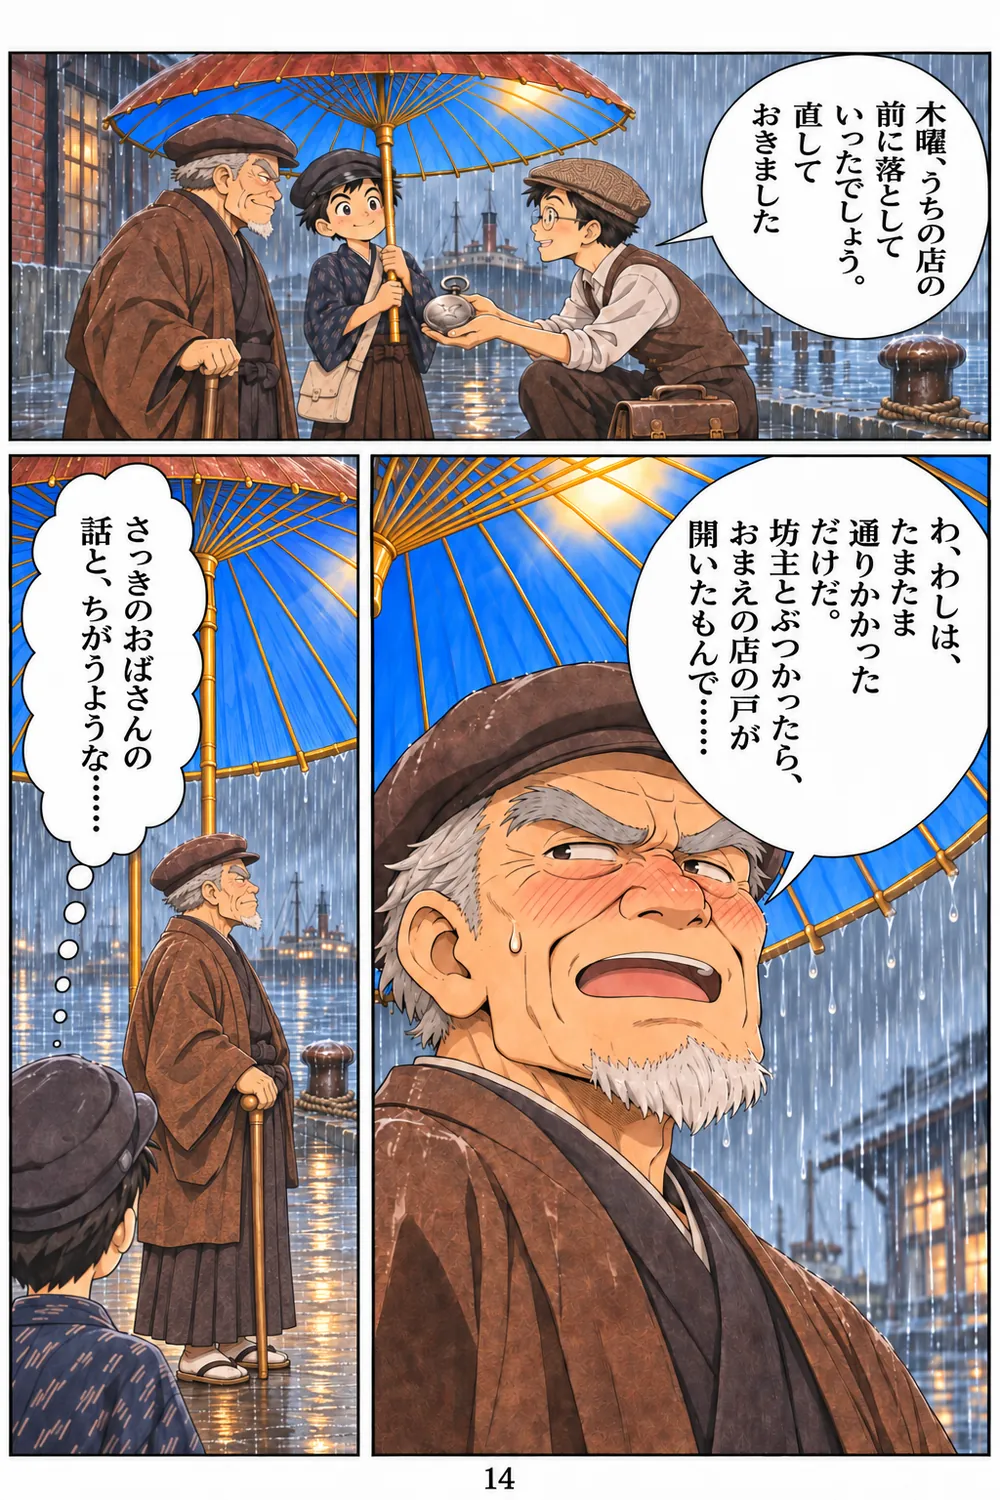 木曜、うちの店の
前に落として
いったでしょう。
直して
おきました
わ、わしは、
たまたま
通りかかった
だけだ。
坊主とぶつかったら、
おまえの店の戸が
開いたもんで……
さっきのおばさんの
話と、ちがうような……
14